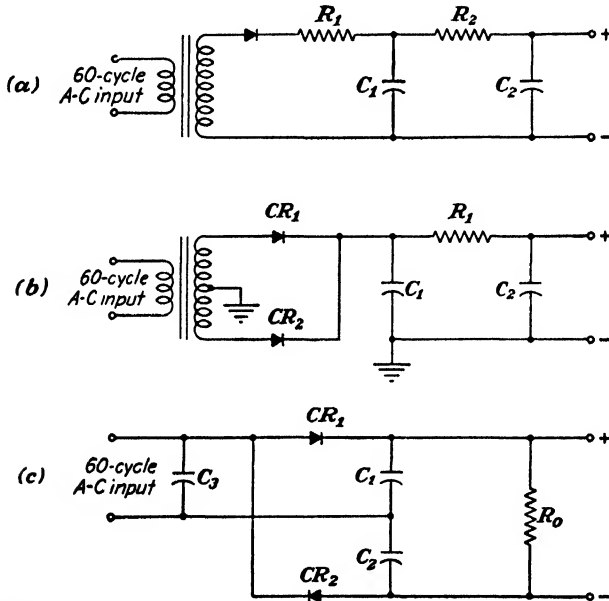 R₁ R₂
+
(a) 60-cycle
A-C input
C₁ C₂
−
CR₁
R₁
+
(b) 60-cycle
A-C input
C₁ C₂
CR₂
−
CR₁
+
(c) 60-cycle
A-C input
C₃ C₁
R₀
C₂
CR₂
−